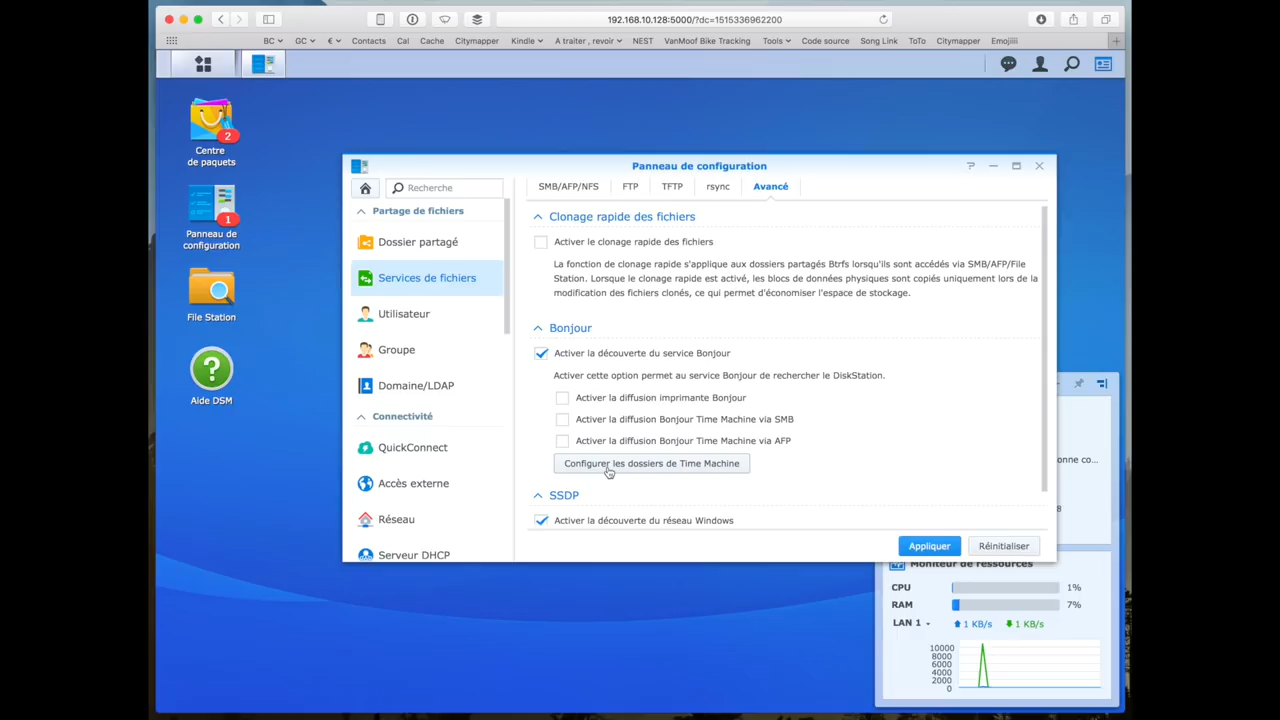 192.168.10.128:5000/?dc=1515336962200
BC GC € Contacts Cal Cache Citymapper Kindle A traiter , revoir NEST VanMoof Bike Tracking Tools Code source Song Link ToTo Citymapper Emojiiii
2
Centre
de paquets
1
Panneau de
configuration
File Station
Aide DSM
Panneau de configuration
Recherche
Partage de fichiers
Dossier partagé
Services de fichiers
Utilisateur
Groupe
Domaine/LDAP
Connectivité
QuickConnect
Accès externe
Réseau
Serveur DHCP
SMB/AFP/NFS FTP TFTP rsync Avancé
Clonage rapide des fichiers
Activer le clonage rapide des fichiers
La fonction de clonage rapide s'applique aux dossiers partagés Btrfs lorsqu'ils sont accédés via SMB/AFP/File
Station. Lorsque le clonage rapide est activé, les blocs de données physiques sont copiés uniquement lors de la
modification des fichiers clonés, ce qui permet d'économiser l'espace de stockage.
Bonjour
Activer la découverte du service Bonjour
Activer cette option permet au service Bonjour de rechercher le DiskStation.
Activer la diffusion imprimante Bonjour
Activer la diffusion Bonjour Time Machine via SMB
Activer la diffusion Bonjour Time Machine via AFP
Configurer les dossiers de Time Machine
SSDP
Activer la découverte du réseau Windows
Appliquer Réinitialiser
onne co...
8
Moniteur de ressources
CPU 1%
RAM 7%
LAN 1 1 KB/s 1 KB/s
10000
8000
6000
4000
2000
0